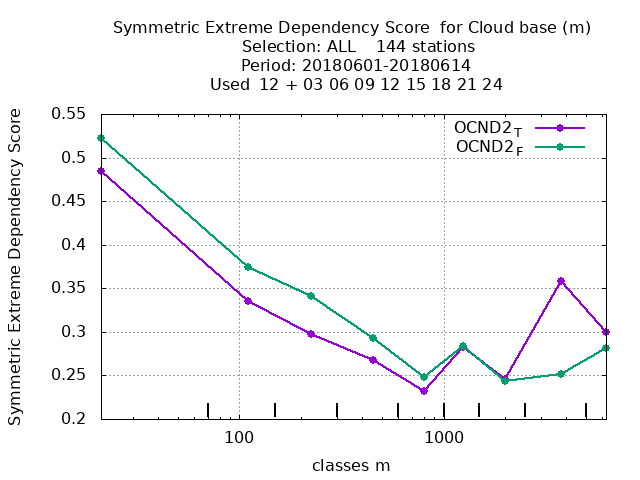 Symmetric Extreme Dependency Score  for Cloud base (m)
Selection: ALL    144 stations
Period: 20180601-20180614
Used  12 + 03 06 09 12 15 18 21 24
Symmetric Extreme Dependency Score
0.55
0.5
0.45
0.4
0.35
0.3
0.25
0.2
OCND2T
OCND2F
100
1000
classes m